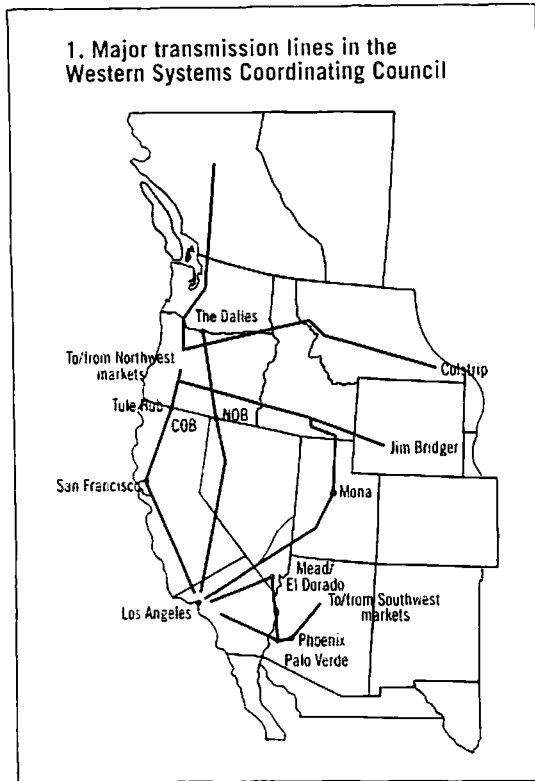 1. Major transmission lines in the
Western Systems Coordinating Council
The Dalles
To/from Northwest
markets
Colstrip
Tule Hub
COB
NOB
Jim Bridger
San Francisco
Mona
Mead/
El Dorado
To/from Southwest
markets
Los Angeles
Phoenix
Palo Verde